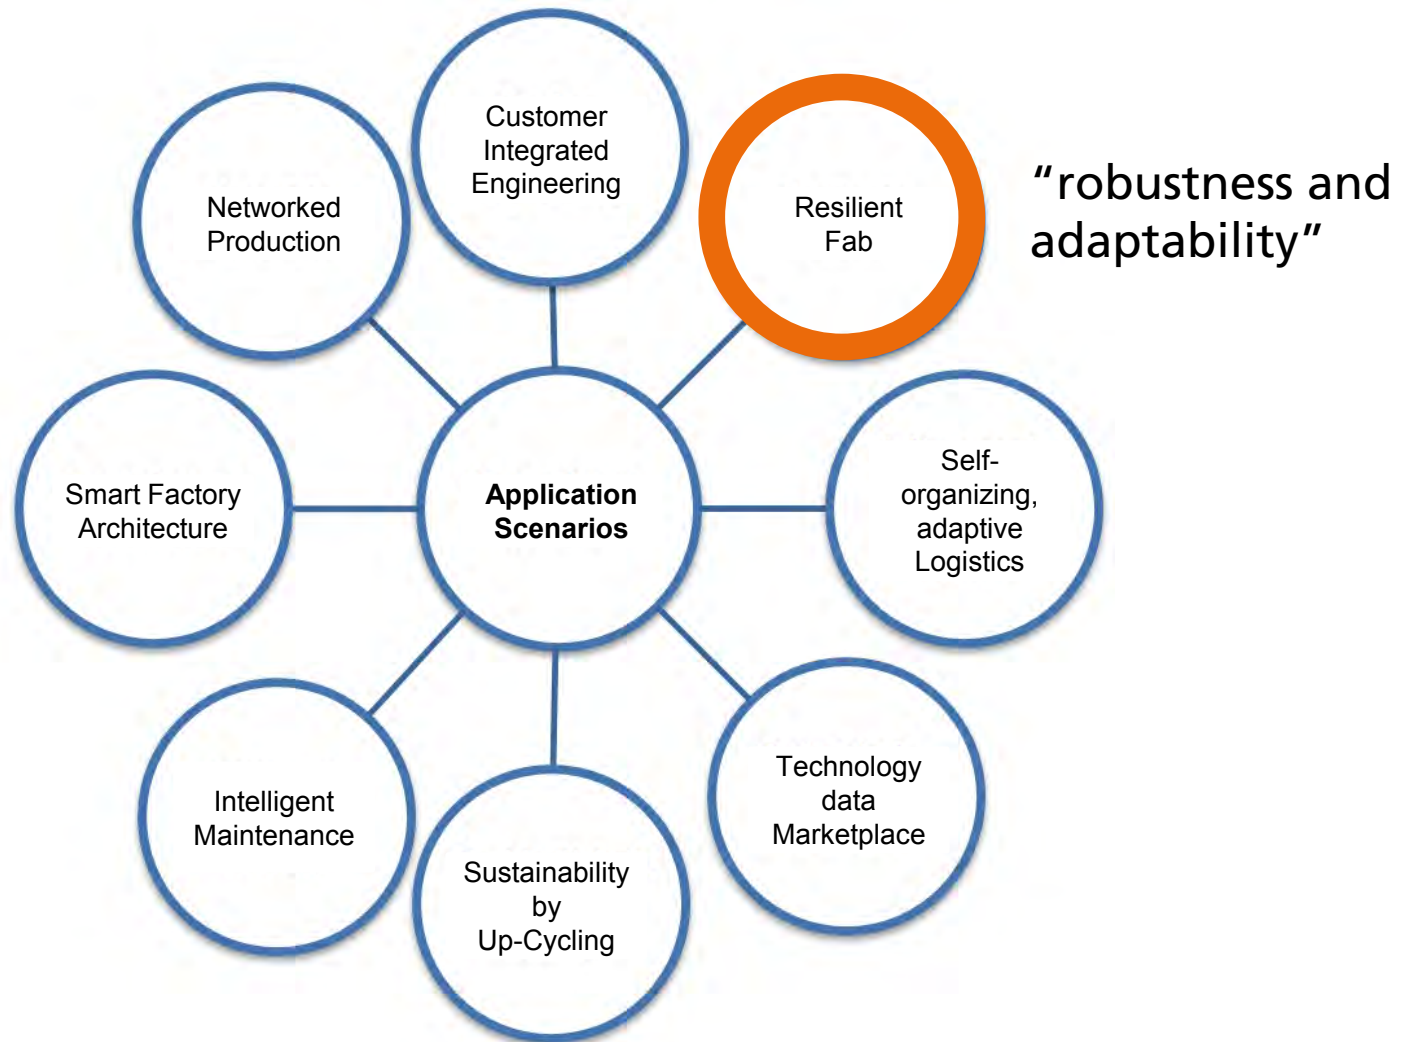 Customer
Integrated
Engineering
Networked
Production
Resilient
Fab
“robustness and
adaptability”
Smart Factory
Architecture
Application
Scenarios
Self-
organizing,
adaptive
Logistics
Intelligent
Maintenance
Sustainability
by
Up-Cycling
Technology
data
Marketplace